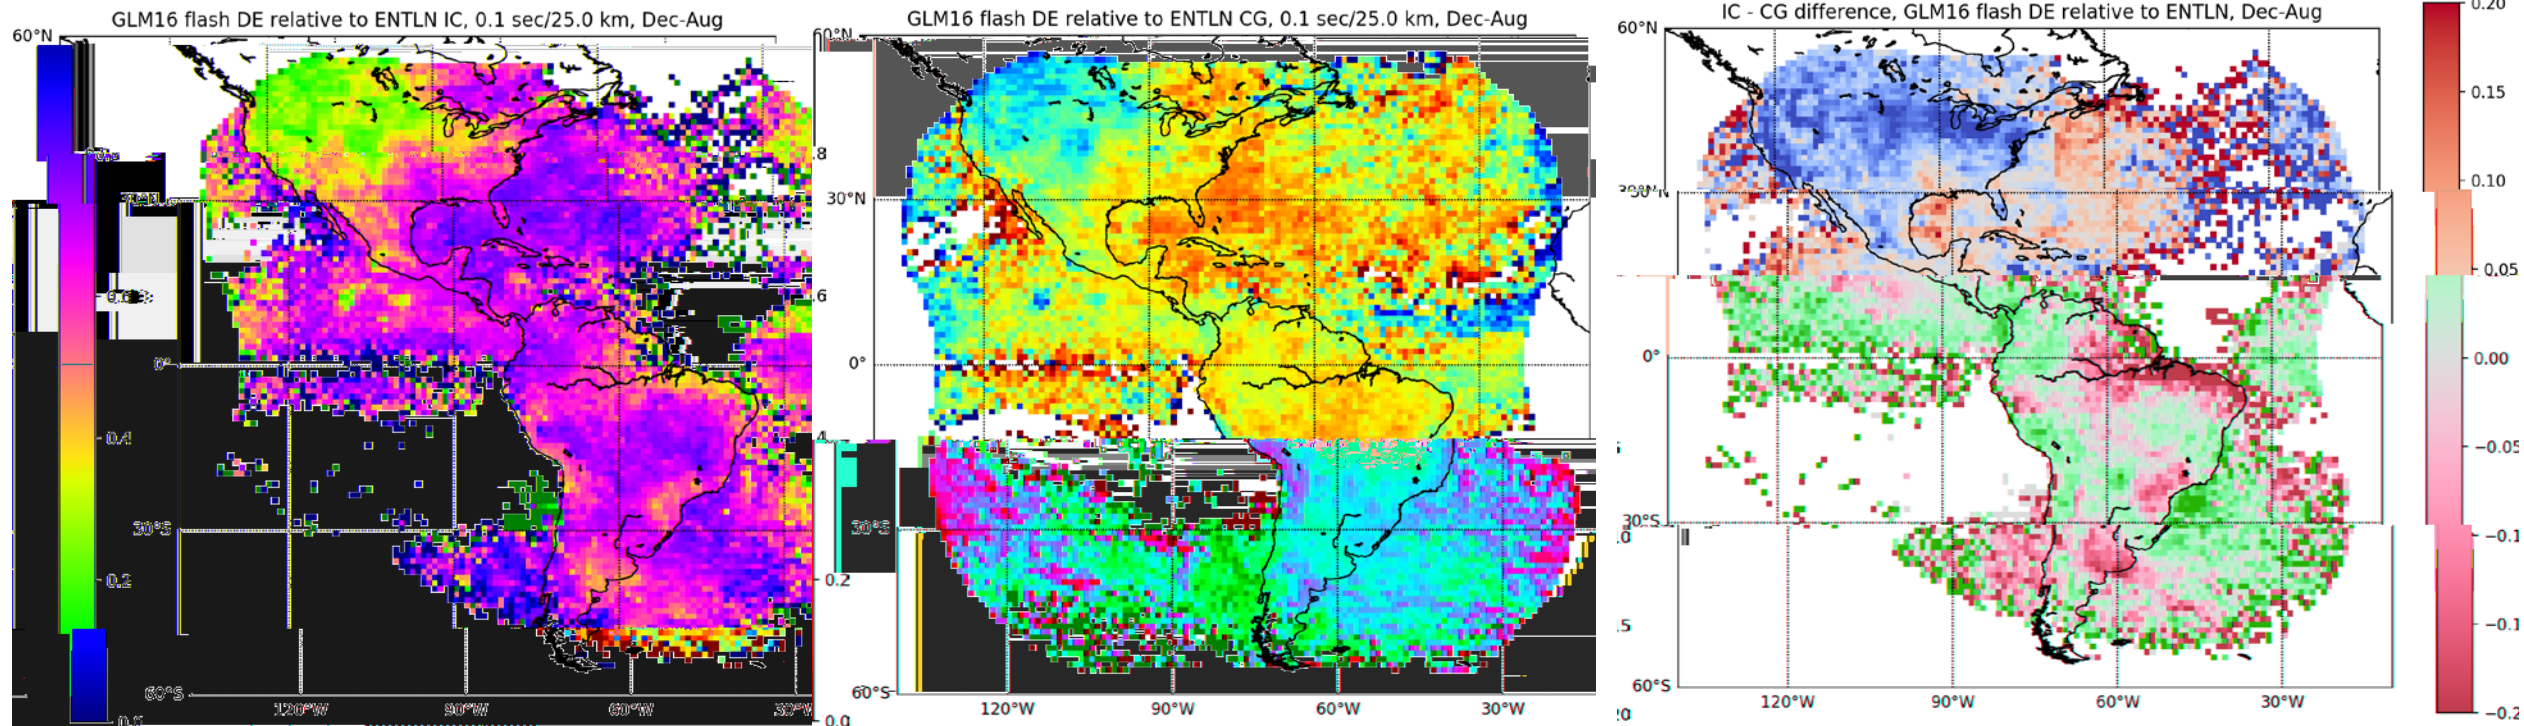 GLM16 flash DE relative to ENTLN IC, 0.1 sec/25.0 km, Dec-Aug
60°N
0°
30°S
60°S
120°W 90°W 60°W
0.4
0.2
GLM16 flash DE relative to ENTLN CG, 0.1 sec/25.0 km, Dec-Aug
60°N
30°N
0°
30°S
60°S
120°W 90°W 60°W 30°W
0.2
0.0
IC - CG difference, GLM16 flash DE relative to ENTLN, Dec-Aug
60°N
30°N
0°
30°S
60°S
120°W 90°W 60°W 30°W
0.20
0.15
0.10
0.05
0.00
−0.05
−0.1
−0.1
−0.2